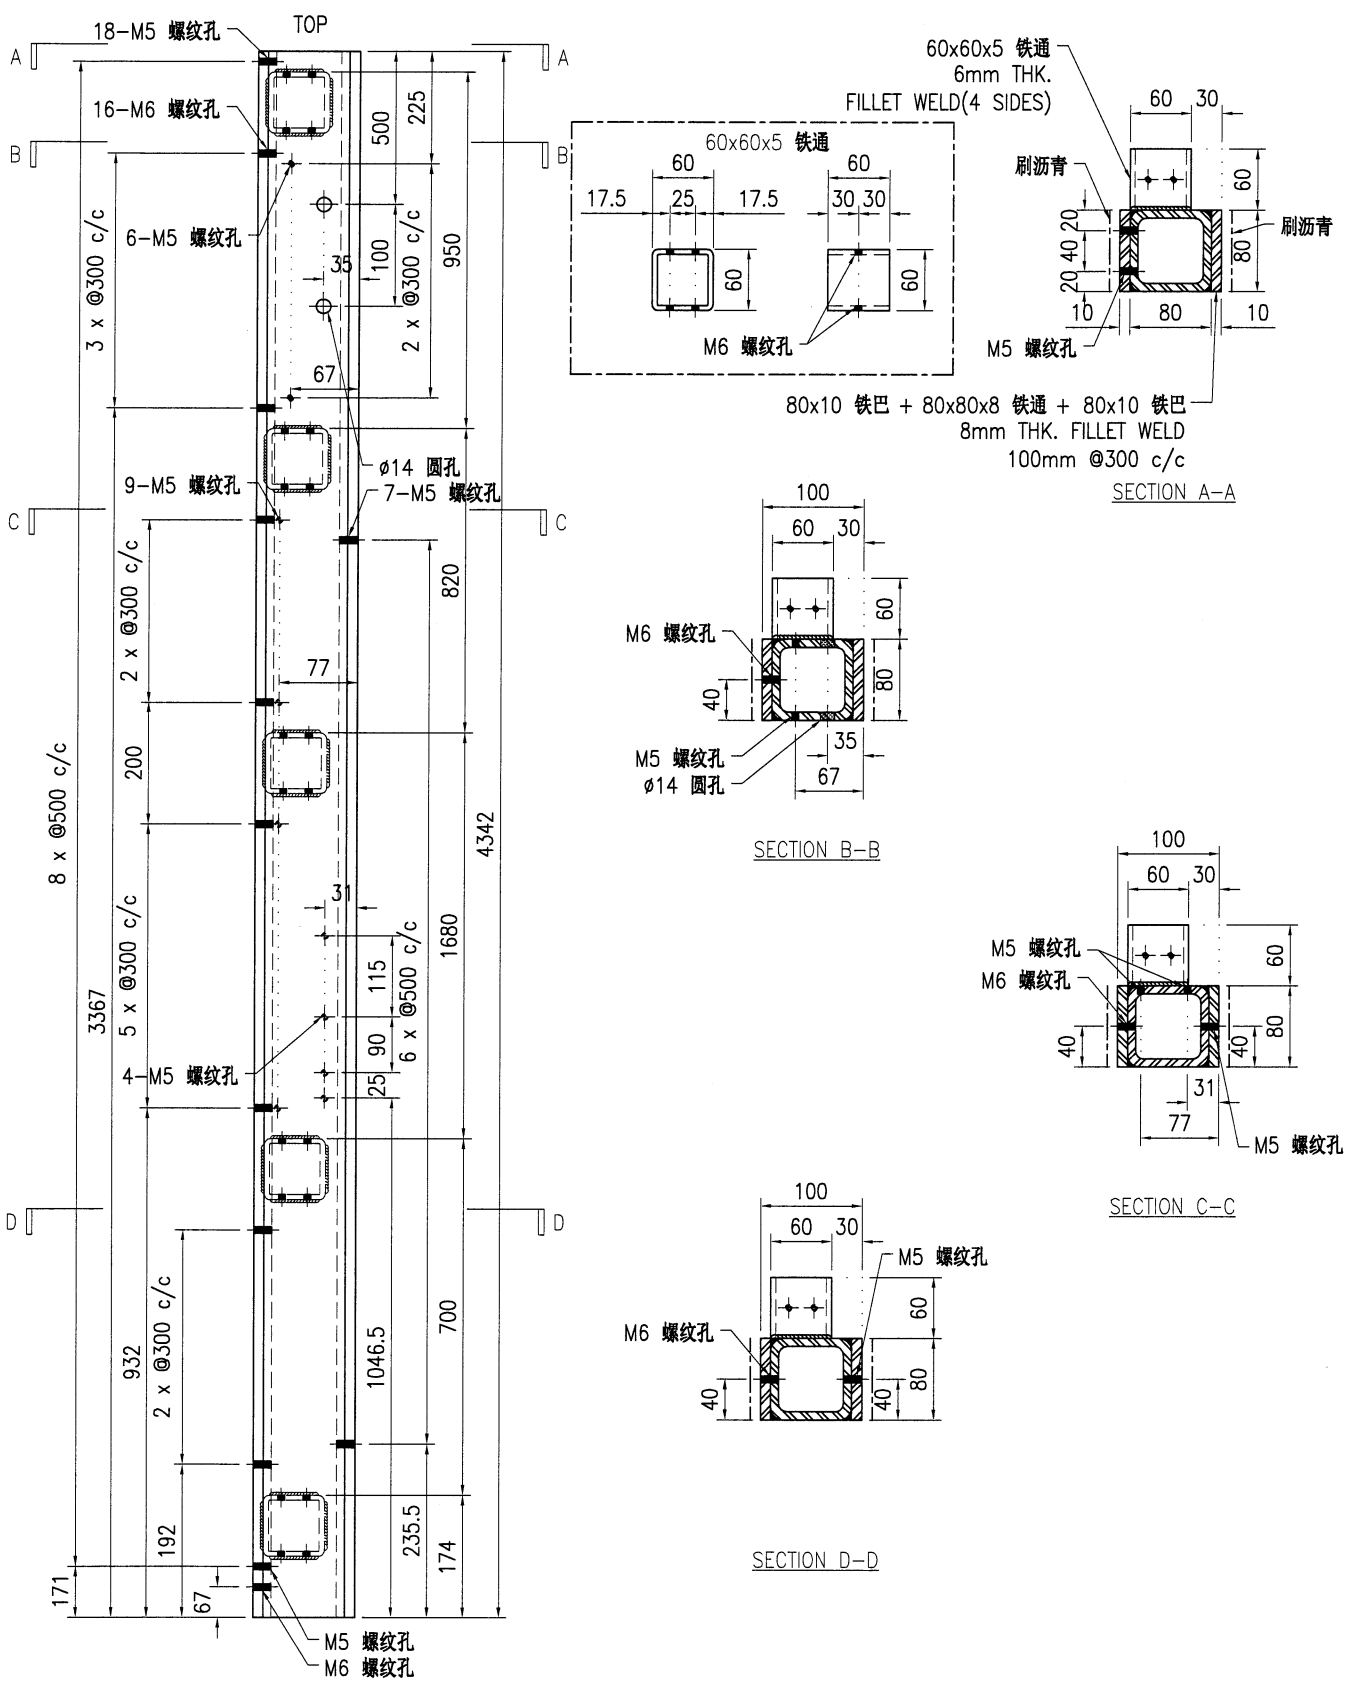 TOP
18-M5 螺纹孔
A
A
16-M6 螺纹孔
B
B
6-M5 螺纹孔
3 x @300 c/c
500
225
100
35
2 x @300 c/c
950
67
ø14 圆孔
9-M5 螺纹孔
7-M5 螺纹孔
C
C
2 x @300 c/c
820
77
200
8 x @500 c/c
4342
31
5 x @300 c/c
3367
115
6 x @500 c/c
1680
90
25
4-M5 螺纹孔
D
D
2 x @300 c/c
932
700
1046.5
192
235.5
174
171
67
M5 螺纹孔
M6 螺纹孔
60x60x5 铁通
60
60
17.5
25
17.5
30
30
60
60
M6 螺纹孔
60x60x5 铁通
6mm THK.
FILLET WELD(4 SIDES)
60
30
刷沥青
60
20
40
20
80
刷沥青
10
80
10
M5 螺纹孔
80x10 铁巴 + 80x80x8 铁通 + 80x10 铁巴
8mm THK. FILLET WELD
100mm @300 c/c
SECTION A-A
100
60
30
60
M6 螺纹孔
40
80
M5 螺纹孔
35
ø14 圆孔
67
SECTION B-B
100
60
30
M5 螺纹孔
60
M6 螺纹孔
40
40
80
31
77
M5 螺纹孔
SECTION C-C
100
60
30
M5 螺纹孔
60
M6 螺纹孔
40
40
80
SECTION D-D